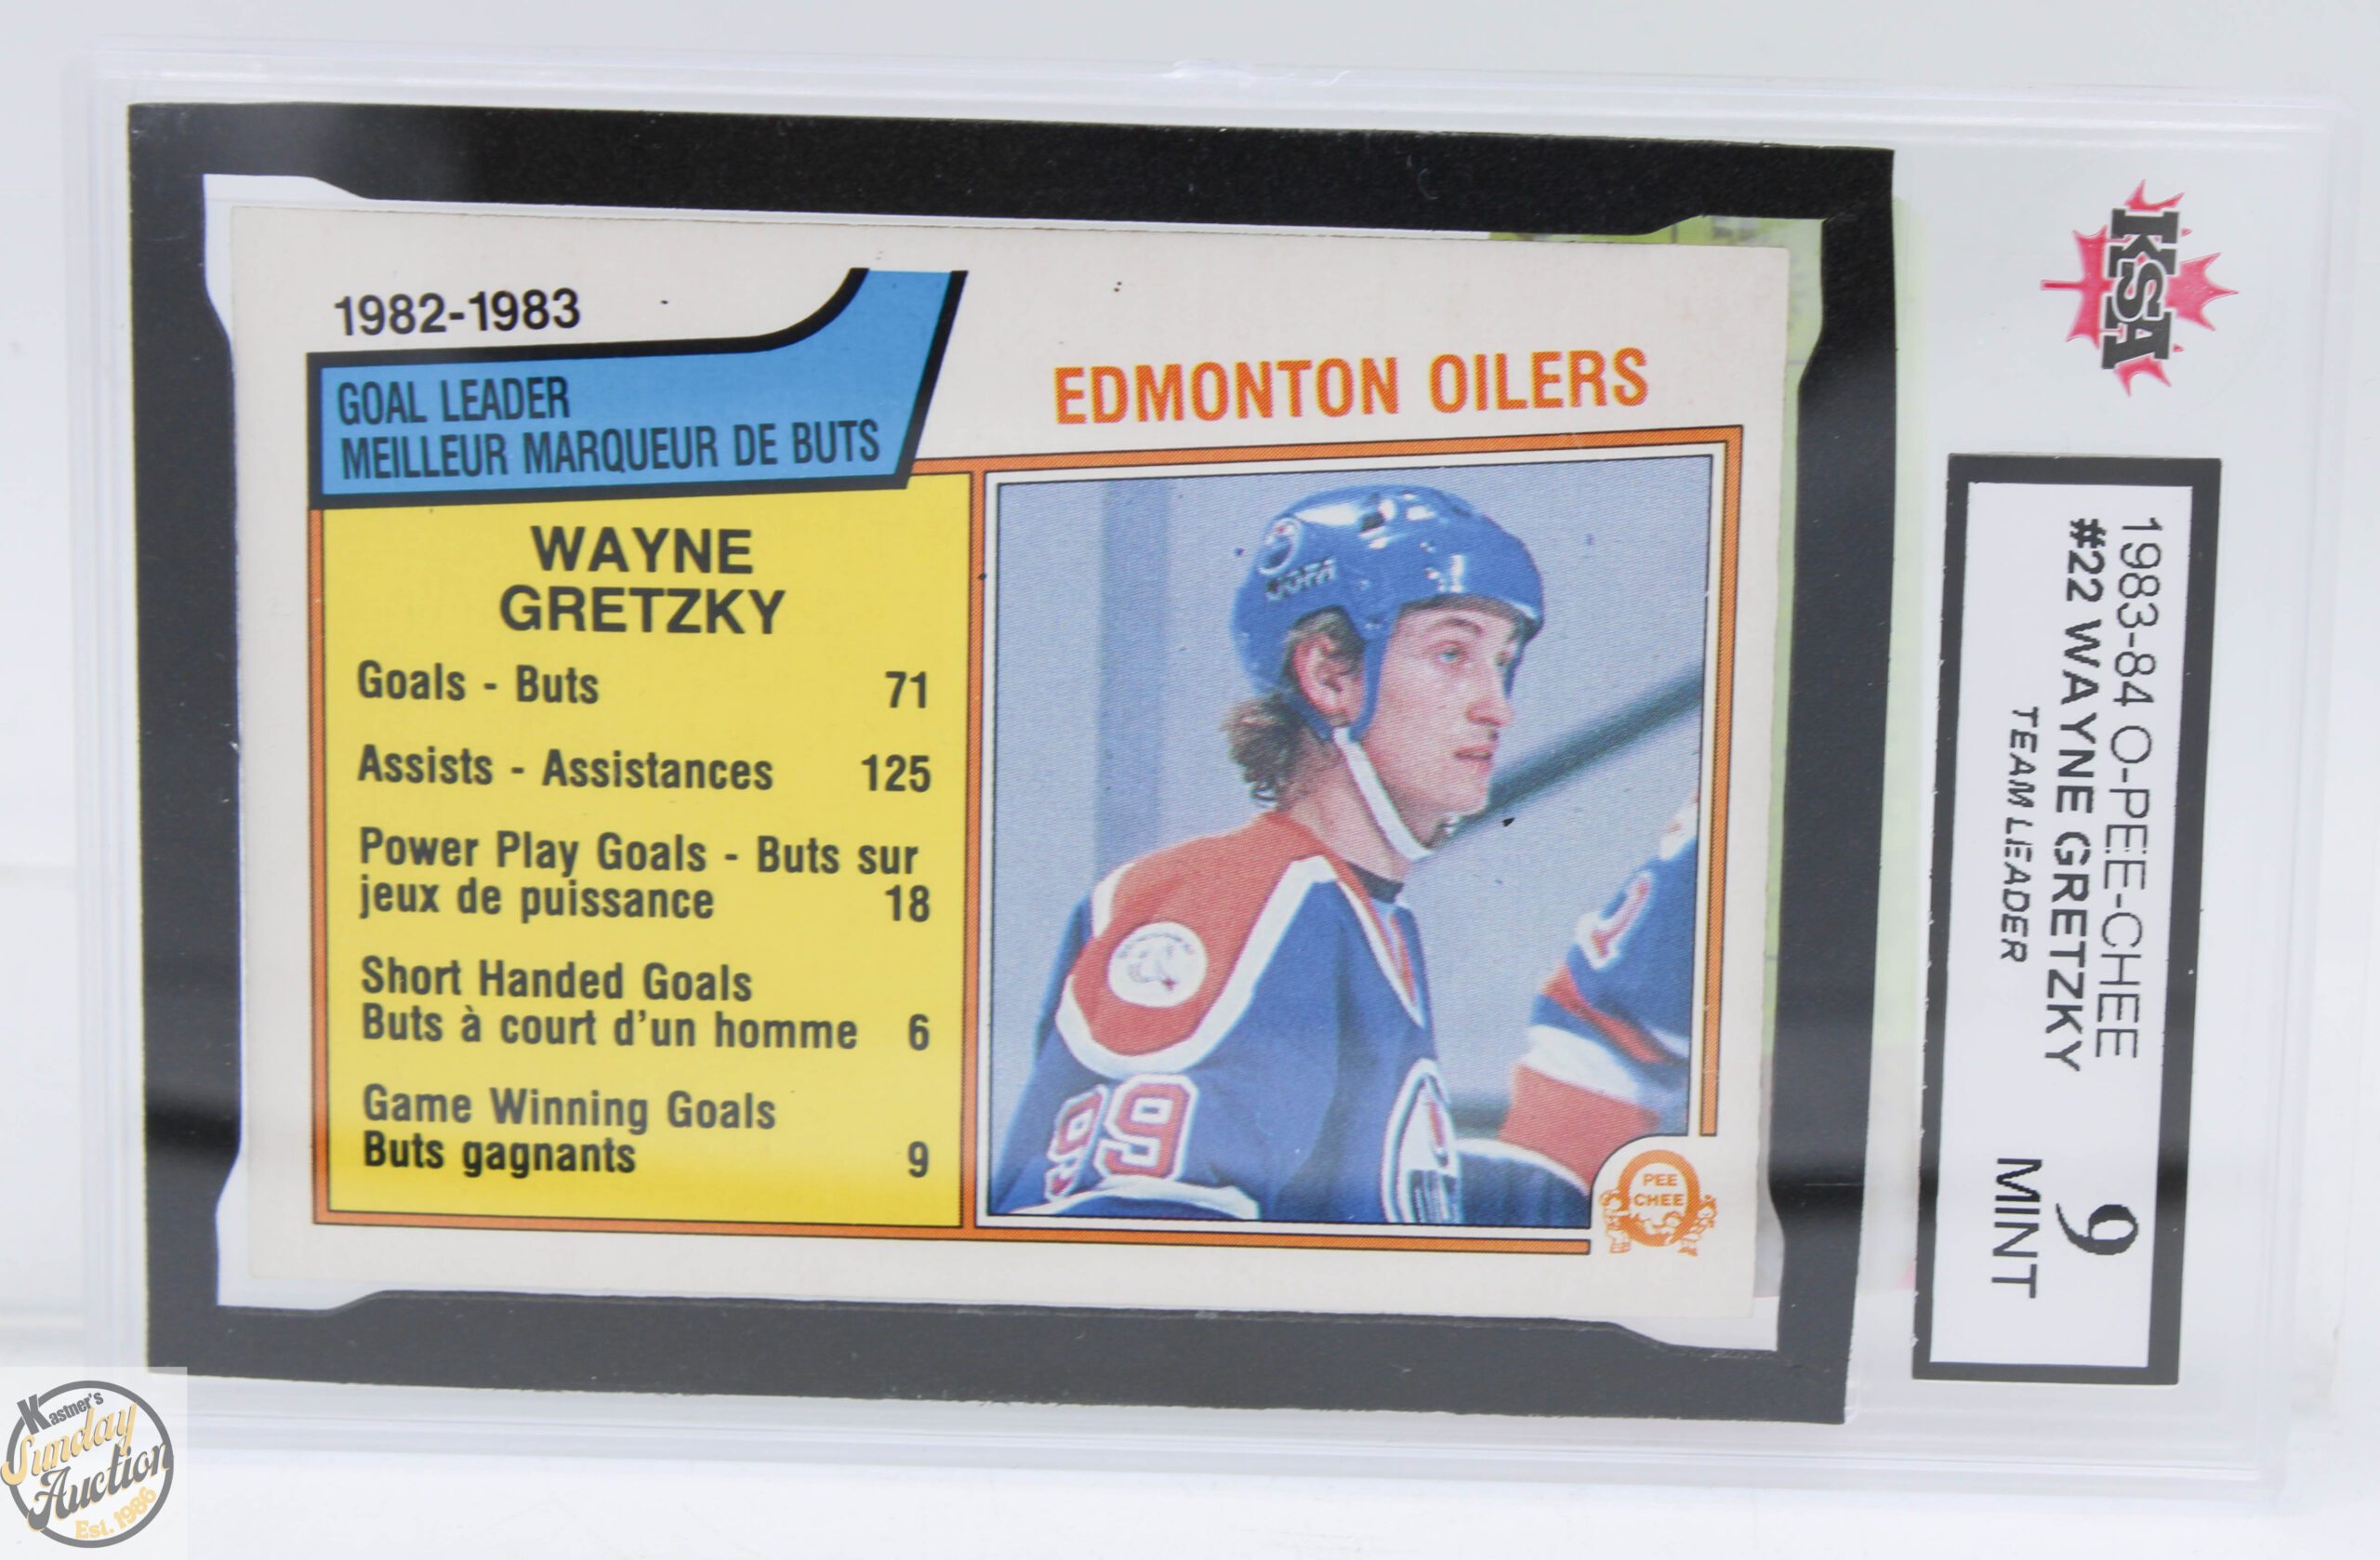 1982-1983
GOAL LEADER
MEILLEUR MARQUEUR DE BUTS
EDMONTON OILERS
WAYNE
GRETZKY
Goals - Buts 71
Assists - Assistances 125
Power Play Goals - Buts sur
jeux de puissance 18
Short Handed Goals
Buts à court d'un homme 6
Game Winning Goals
Buts gagnants 9
99
PEE
CHEE
KSA
1983-84 O-PEE-CHEE
#22 WAYNE GRETZKY 9
TEAM LEADER MINT
Kastner's
Sunday
Auction
Est. 1986